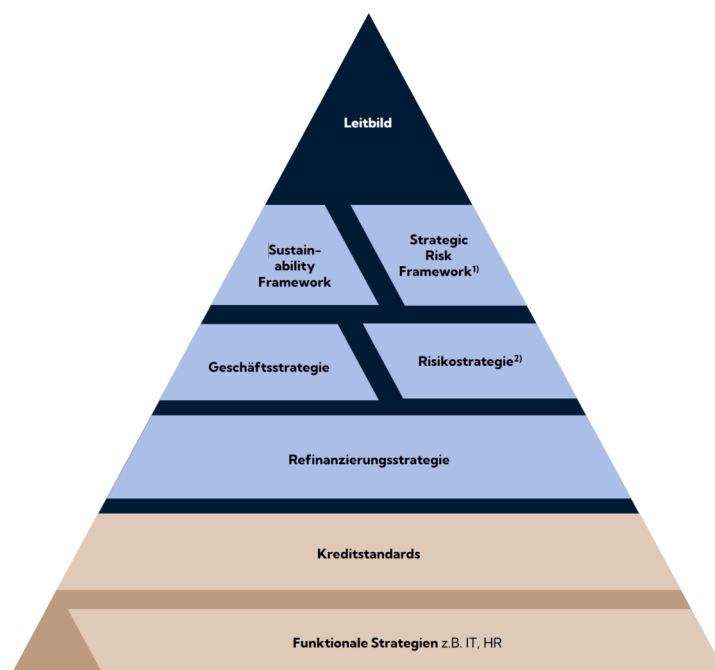 Leitbild
Sustain-
ability
Framework
Strategic
Risk
Framework¹⁾
Geschäftsstrategie
Risikostrategie²⁾
Refinanzierungsstrategie
Kreditstandards
Funktionale Strategien z.B. IT, HR